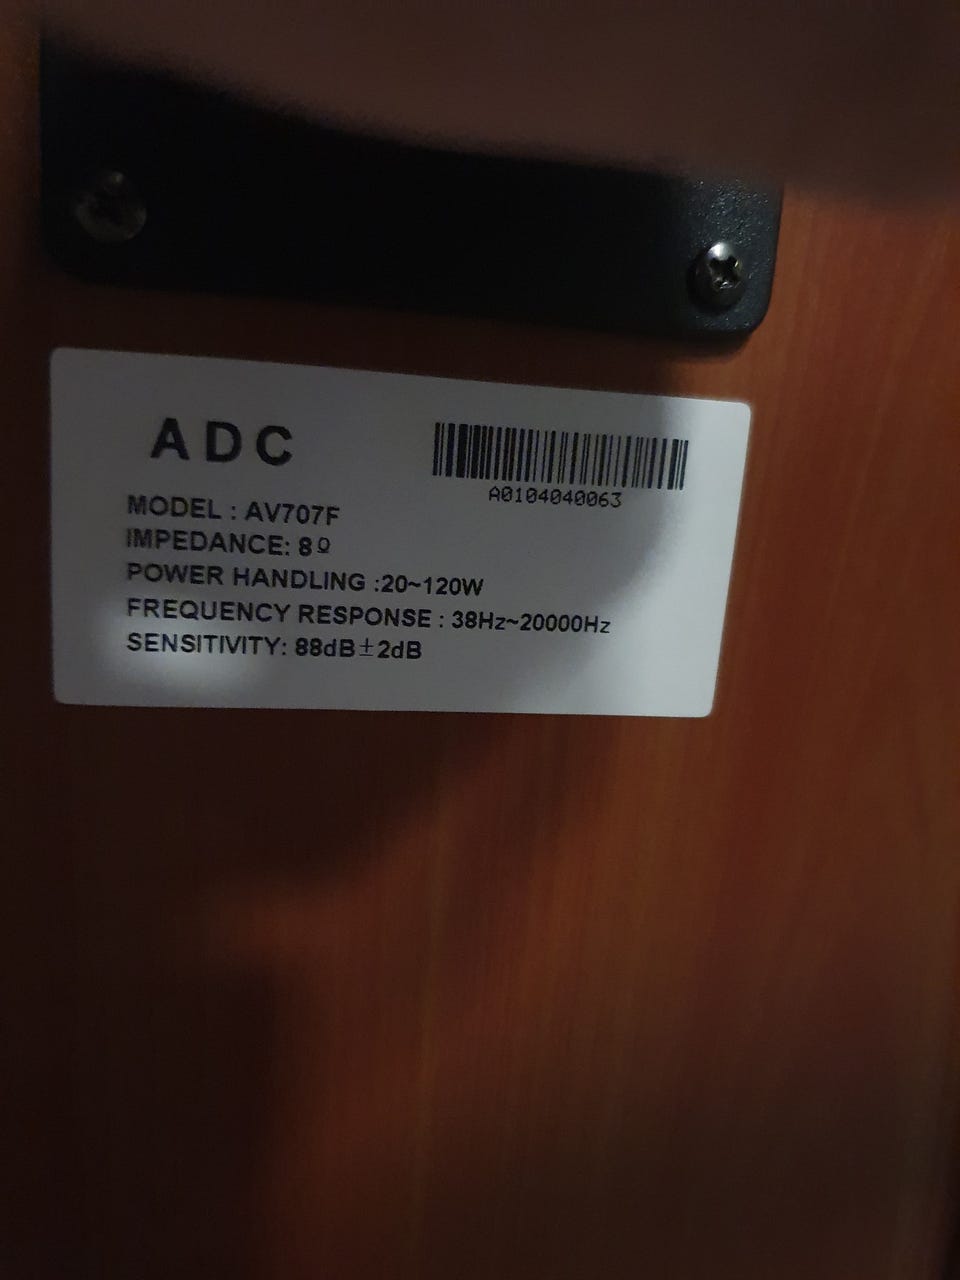 ADC
A0104040063
MODEL : AV707F
IMPEDANCE: 8Ω
POWER HANDLING :20~120W
FREQUENCY RESPONSE : 38Hz~20000Hz
SENSITIVITY: 88dB±2dB